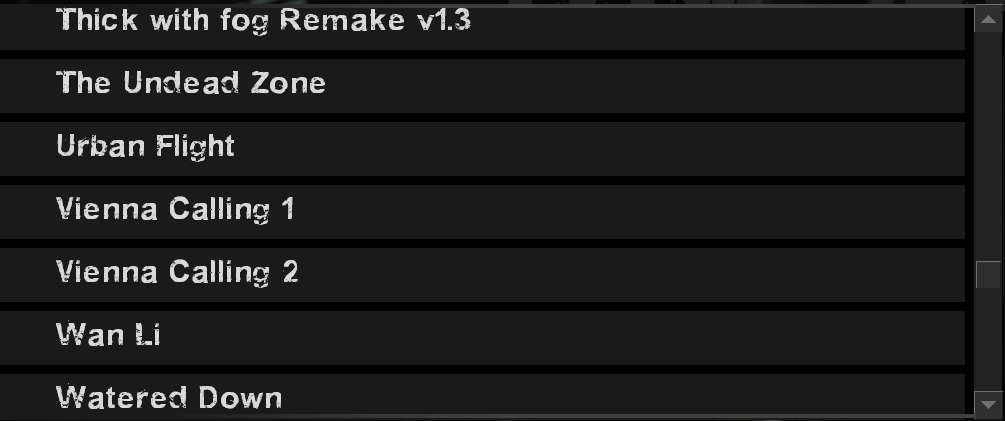 Thick with fog Remake v1.3
The Undead Zone
Urban Flight
Vienna Calling 1
Vienna Calling 2
Wan Li
Watered Down